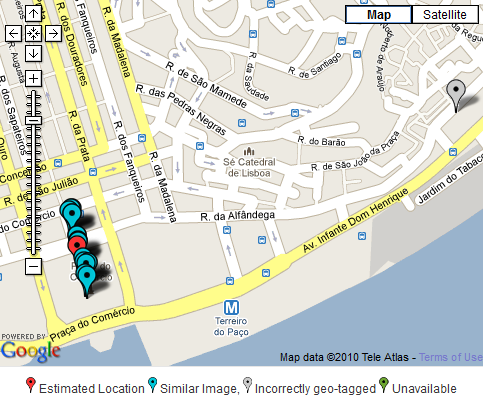 Map
Satellite
R. Augusta
R. dos Sapateiros
Ouro
R. dos Douradores
R. dos Fanqueiros
R. da Madalena
R. da Prata
R. dos Fanqueiros
R. da Madalena
R. de São Mamede
R. das Pedras Negras
R. da Saudade
R. de Santiago
Norberto de Araújo
R. da Regue
R. do Barão
R. de São João da Praça
Sé Catedral
de Lisboa
Conceição
R. de São Julião
do Comércio
R. da Alfândega
Av. Infante Dom Henrique
Jardim do Tabaco
Praça do Comércio
M
Terreiro
do Paço
POWERED BY
Google
Map data ©2010 Tele Atlas - Terms of Use
Estimated Location Similar Image, Incorrectly geo-tagged Unavailable